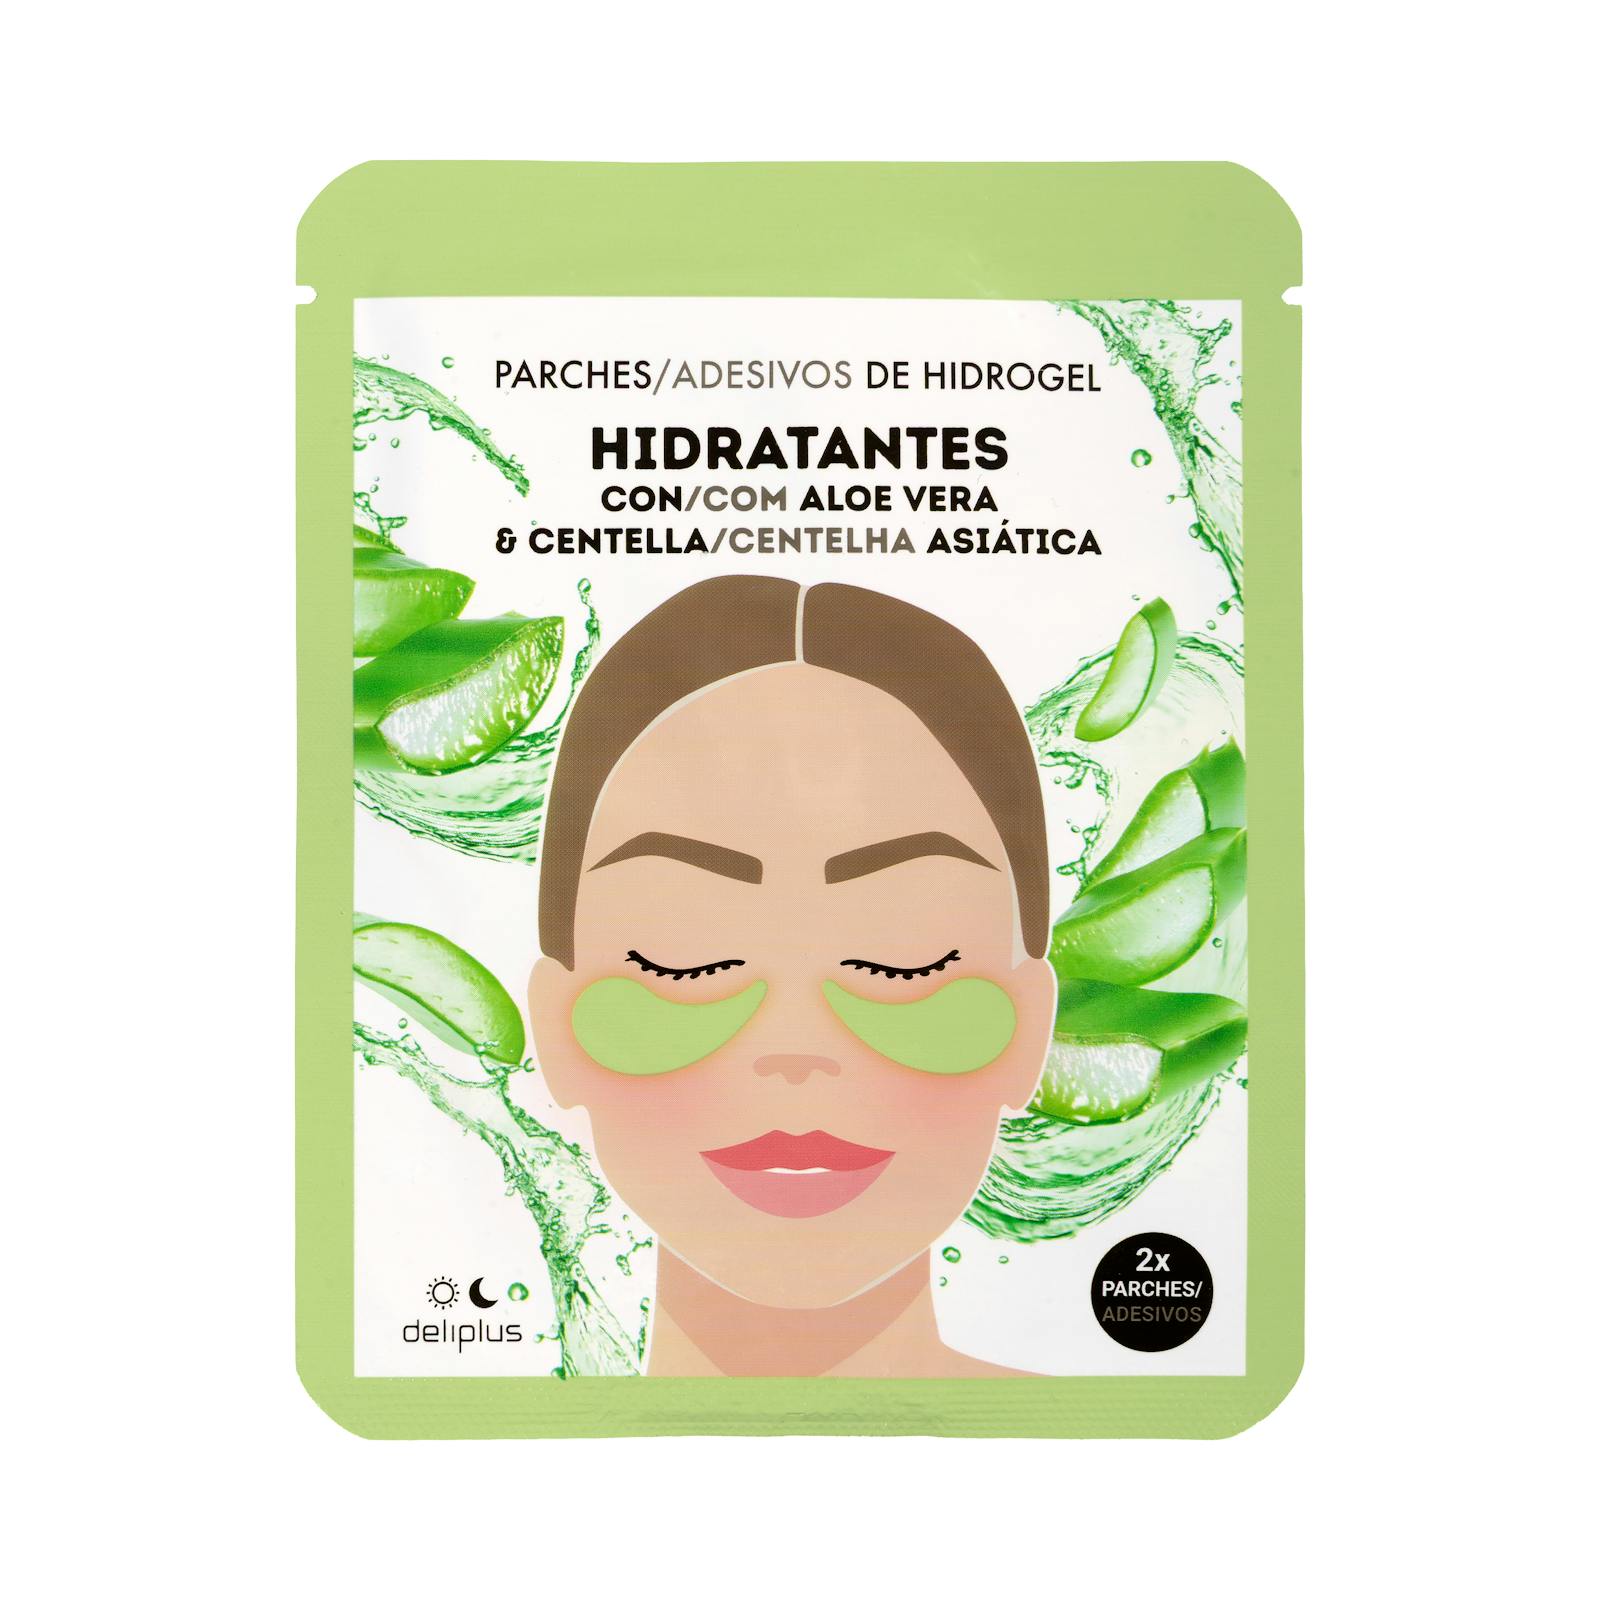 PARCHES/ADESIVOS DE HIDROGEL
HIDRATANTES
CON/COM ALOE VERA
& CENTELLA/CENTELHA ASIÁTICA
2x
PARCHES/
ADESIVOS
deliplus